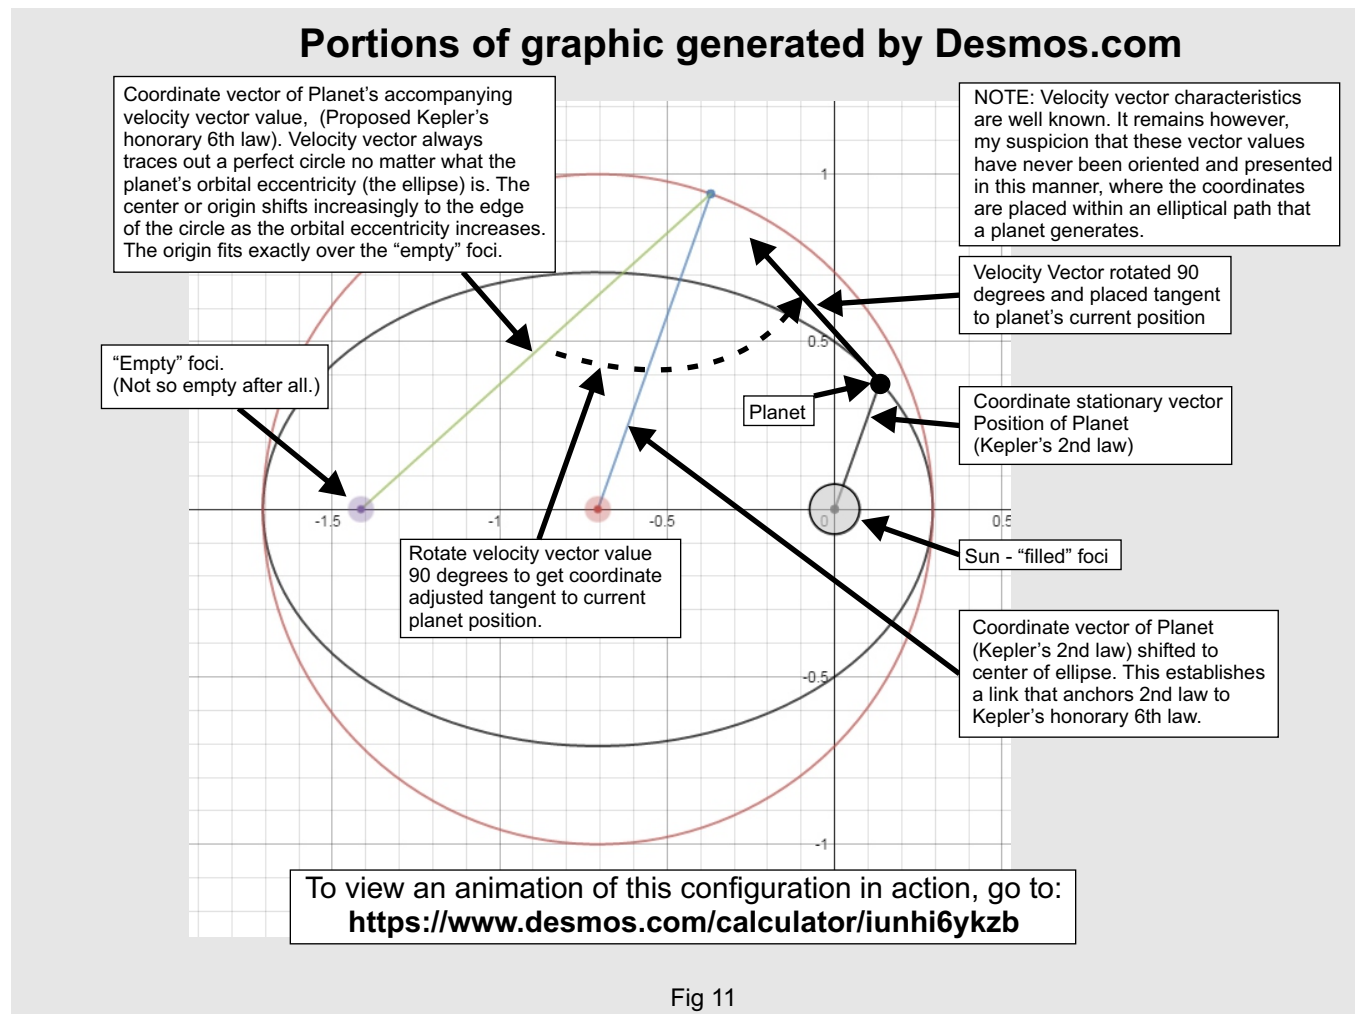 Portions of graphic generated by Desmos.com
Coordinate vector of Planet's accompanying
velocity vector value,  (Proposed Kepler's
honorary 6th law). Velocity vector always
traces out a perfect circle no matter what the
planet's orbital eccentricity (the ellipse) is. The
center or origin shifts increasingly to the edge
of the circle as the orbital eccentricity increases.
The origin fits exactly over the “empty” foci.
NOTE: Velocity vector characteristics
are well known. It remains however,
my suspicion that these vector values
have never been oriented and presented
in this manner, where the coordinates
are placed within an elliptical path that
a planet generates.
1
Velocity Vector rotated 90
degrees and placed tangent
to planet's current position
0.5
“Empty” foci.
(Not so empty after all.)
Planet
Coordinate stationary vector
Position of Planet
(Kepler's 2nd law)
-1.5
-1
-0.5
0
0.5
Rotate velocity vector value
90 degrees to get coordinate
adjusted tangent to current
planet position.
Sun - “filled” foci
Coordinate vector of Planet
(Kepler's 2nd law) shifted to
center of ellipse. This establishes
a link that anchors 2nd law to
Kepler's honorary 6th law.
-0.5
-1
To view an animation of this configuration in action, go to:
https://www.desmos.com/calculator/iunhi6ykzb
Fig 11